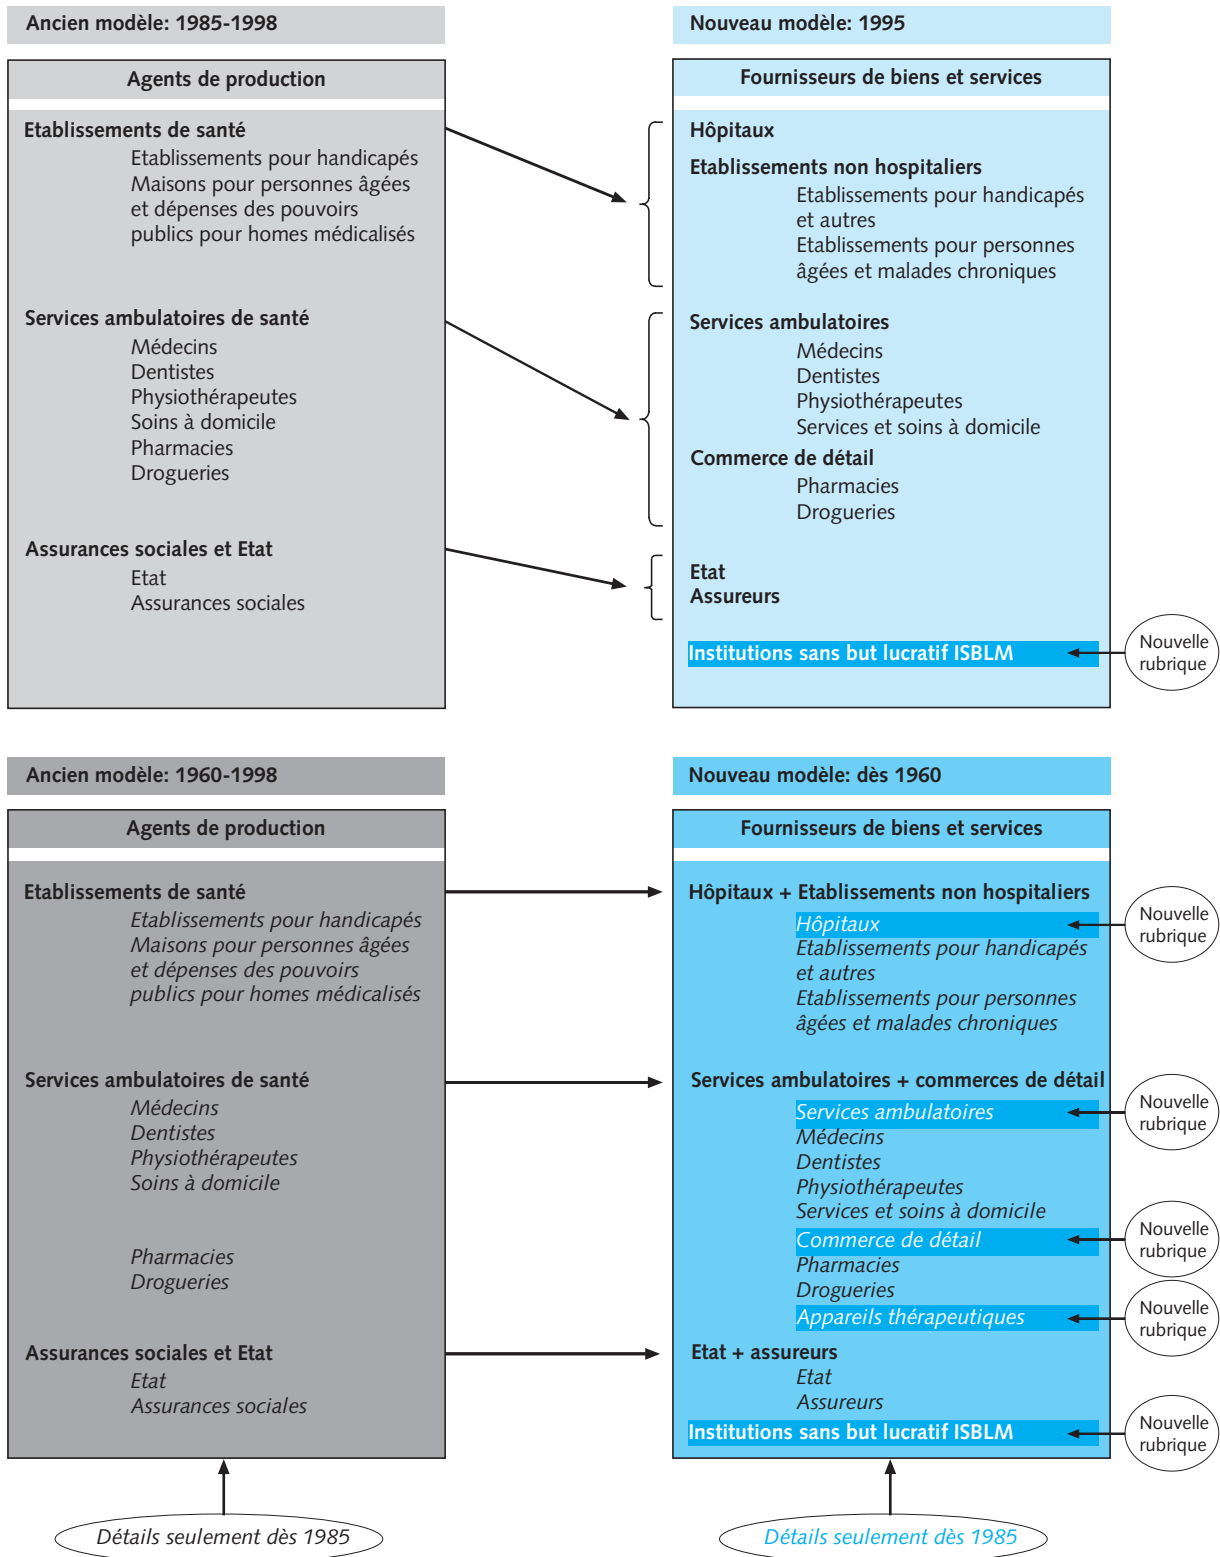 Ancien modèle: 1985-1998
Agents de production
Etablissements de santé
Etablissements pour handicapés
Maisons pour personnes âgées
et dépenses des pouvoirs
publics pour homes médicalisés
Services ambulatoires de santé
Médecins
Dentistes
Physiothérapeutes
Soins à domicile
Pharmacies
Drogueries
Assurances sociales et Etat
Etat
Assurances sociales
Nouveau modèle: 1995
Fournisseurs de biens et services
Hôpitaux
Etablissements non hospitaliers
Etablissements pour handicapés
et autres
Etablissements pour personnes
âgées et malades chroniques
Services ambulatoires
Médecins
Dentistes
Physiothérapeutes
Services et soins à domicile
Commerce de détail
Pharmacies
Drogueries
Etat
Assureurs
Institutions sans but lucratif ISBLM
Nouvelle
rubrique
Ancien modèle: 1960-1998
Agents de production
Etablissements de santé
Etablissements pour handicapés
Maisons pour personnes âgées
et dépenses des pouvoirs
publics pour homes médicalisés
Services ambulatoires de santé
Médecins
Dentistes
Physiothérapeutes
Soins à domicile
Pharmacies
Drogueries
Assurances sociales et Etat
Etat
Assurances sociales
Détails seulement dès 1985
Nouveau modèle: dès 1960
Fournisseurs de biens et services
Hôpitaux + Etablissements non hospitaliers
Hôpitaux
Nouvelle
rubrique
Etablissements pour handicapés
et autres
Etablissements pour personnes
âgées et malades chroniques
Services ambulatoires + commerces de détail
Services ambulatoires
Nouvelle
rubrique
Médecins
Dentistes
Physiothérapeutes
Services et soins à domicile
Commerce de détail
Nouvelle
rubrique
Pharmacies
Drogueries
Appareils thérapeutiques
Nouvelle
rubrique
Etat + assureurs
Etat
Assureurs
Institutions sans but lucratif ISBLM
Nouvelle
rubrique
Détails seulement dès 1985